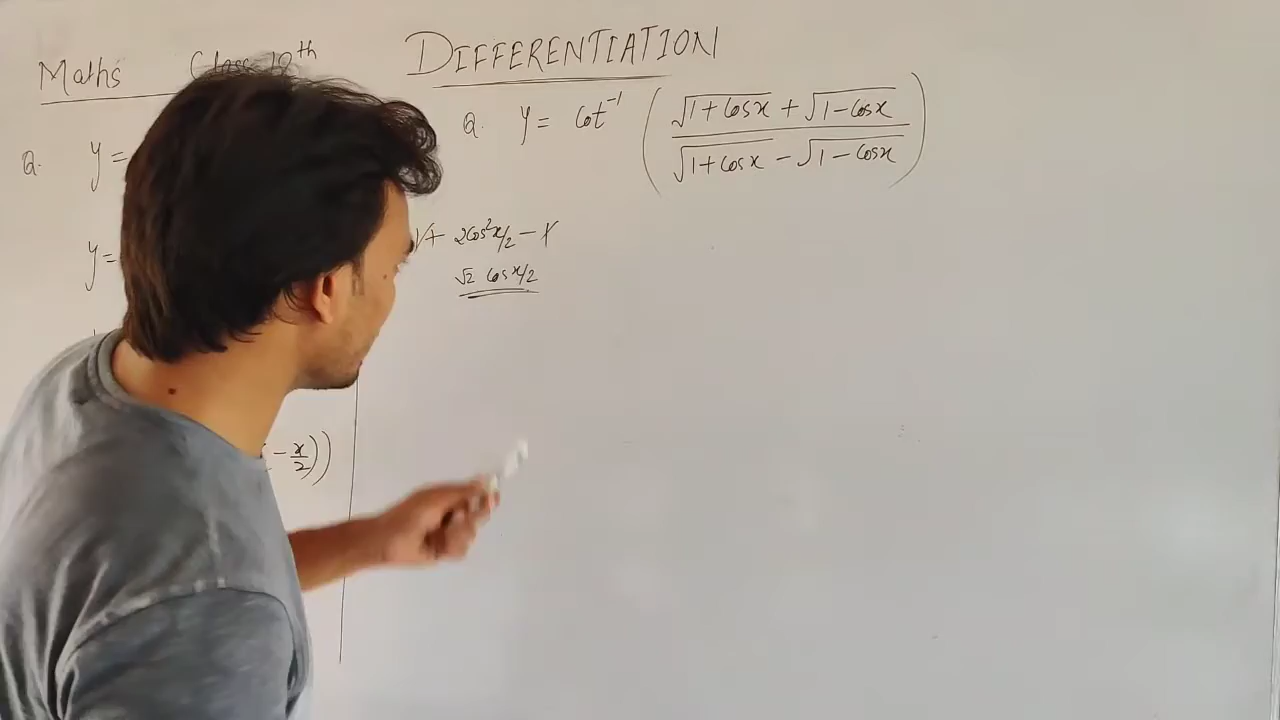 Maths Class 12th
Q. y =
y =
- x/2))
DIFFERENTIATION
Q. y = Cot⁻¹ ( (√1+Cosx + √1-Cosx) / (√1+Cosx - √1-Cosx) )
1+ 2Cos²x/2 - 1
√2 Cos x/2